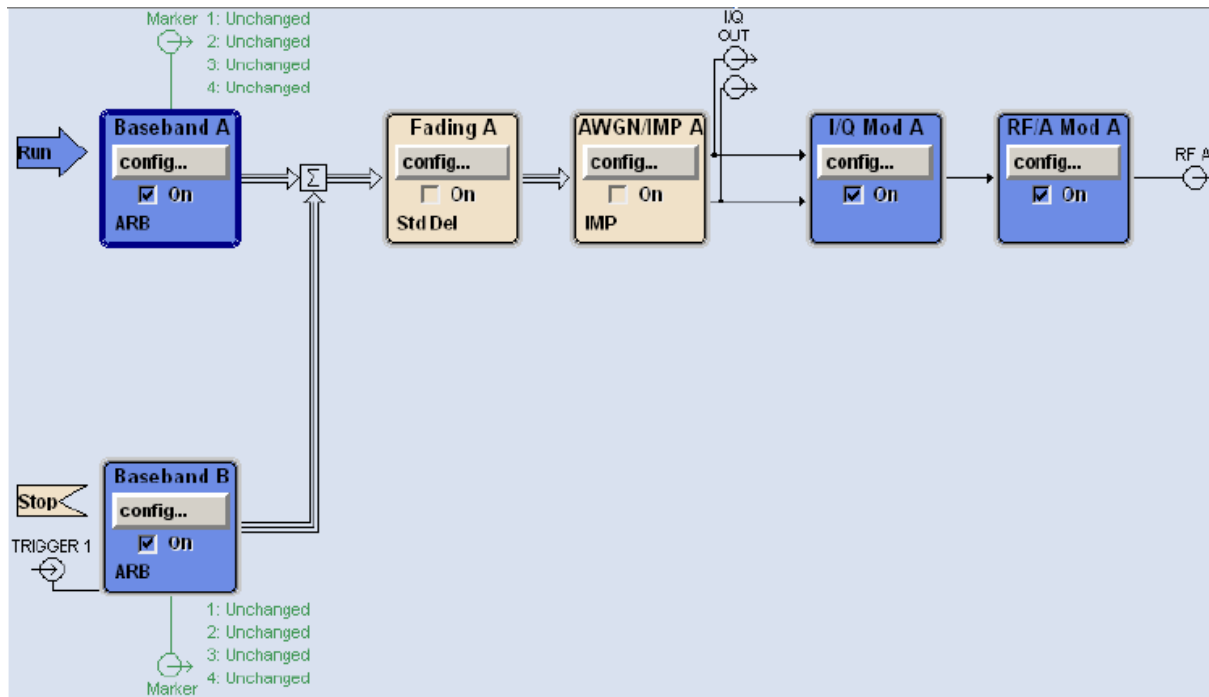 Marker 1: Unchanged
2: Unchanged
3: Unchanged
4: Unchanged
I/Q
OUT
Run
Baseband A
config...
On
ARB
Σ
Fading A
config...
On
Std Del
AWGN/IMP A
config...
On
IMP
I/Q Mod A
config...
On
RF/A Mod A
config...
On
RF A
Stop
TRIGGER 1
Baseband B
config...
On
ARB
1: Unchanged
2: Unchanged
3: Unchanged
4: Unchanged
Marker